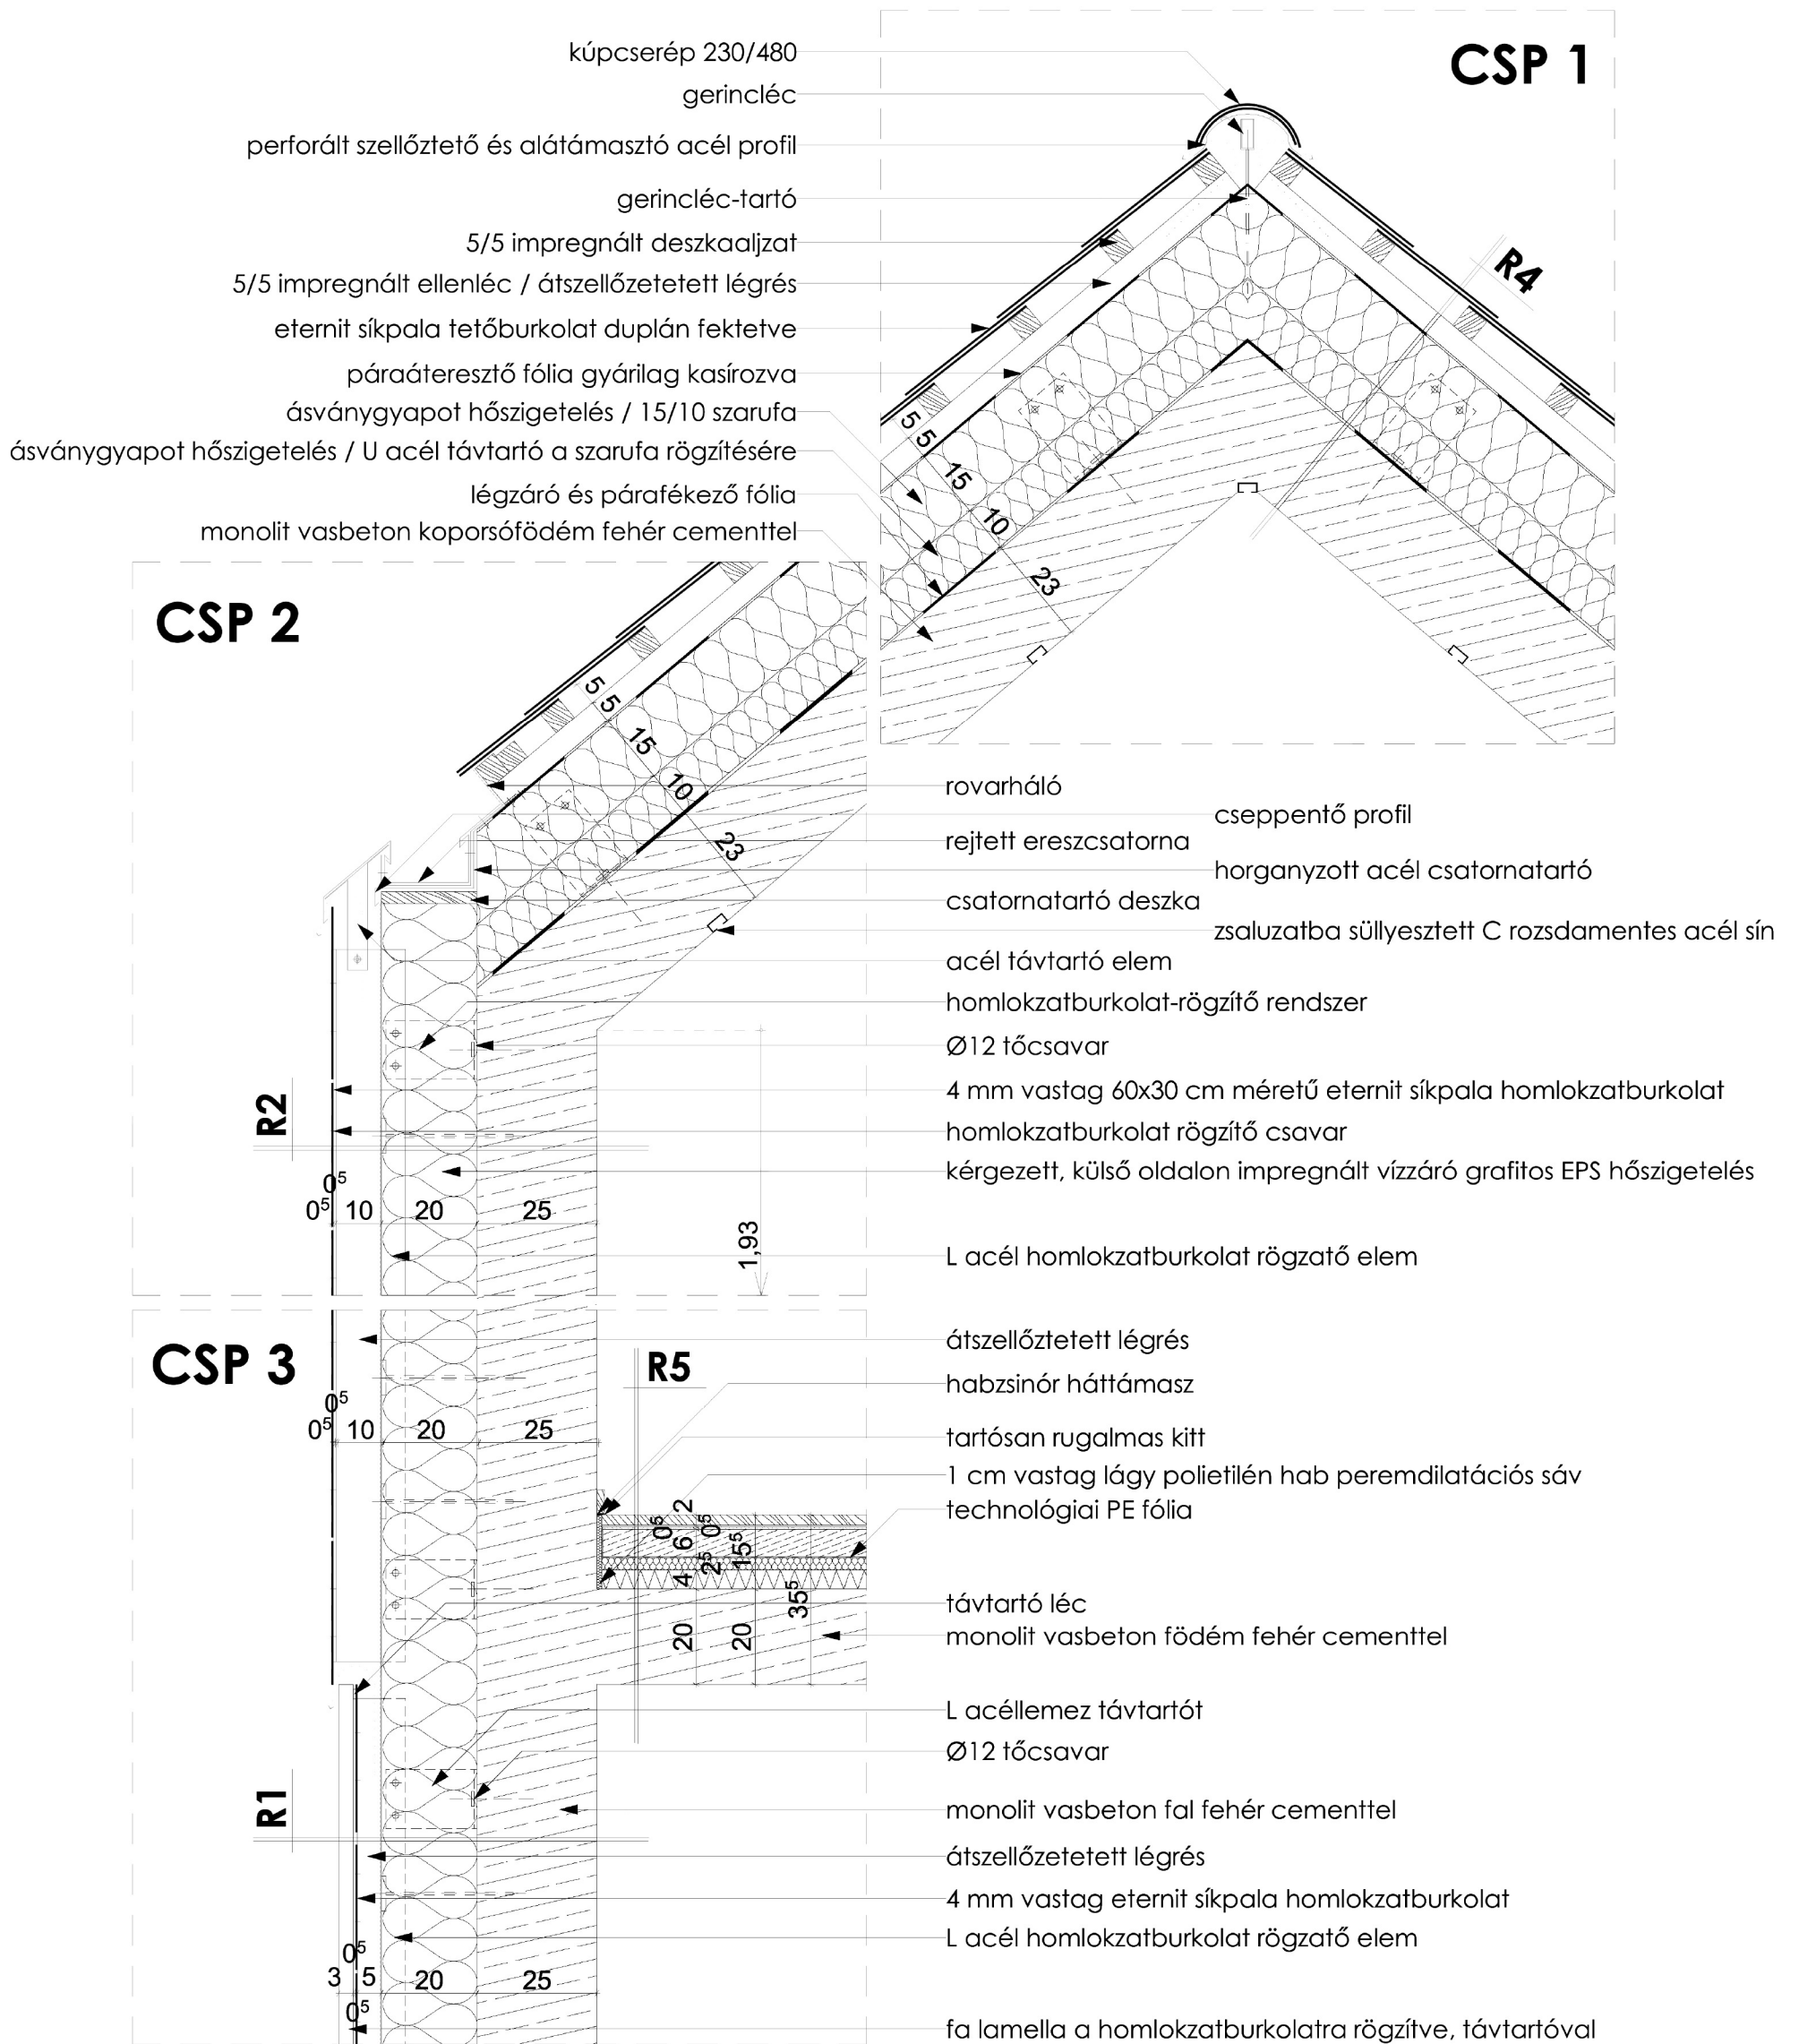 CSP 1
kúpcserép 230/480
gerincléc
perforált szellőztető és alátámasztó acél profil
gerincléc-tartó
5/5 impregnált deszkaaljzat
5/5 impregnált ellenléc / átszellőzetetett légrés
R4
eternit síkpala tetőburkolat duplán fektetve
páraáteresztő fólia gyárilag kasírozva
ásványgyapot hőszigetelés / 15/10 szarufa
ásványgyapot hőszigetelés / U acél távtartó a szarufa rögzítésére
légzáró és párafékező fólia
monolit vasbeton koporsófödém fehér cementtel
5 5 15 10 23
CSP 2
5 5 15 10 23
rovarháló
cseppentő profil
rejtett ereszcsatorna
horganyzott acél csatornatartó
csatornatartó deszka
zsaluzatba süllyesztett C rozsdamentes acél sín
acél távtartó elem
homlokzatburkolat-rögzítő rendszer
Ø12 tőcsavar
4 mm vastag 60x30 cm méretű eternit síkpala homlokzatburkolat
R2
homlokzatburkolat rögzítő csavar
kérgezett, külső oldalon impregnált vízzáró grafitos EPS hőszigetelés
0⁵
0⁵ 10 20 25
1,93
L acél homlokzatburkolat rögzatő elem
CSP 3
átszellőztetett légrés
R5
habzsinór háttámasz
0⁵
0⁵ 10 20 25
tartósan rugalmas kitt
1 cm vastag lágy polietilén hab peremdilatációs sáv
technológiai PE fólia
2
0⁵ 0⁵
6 15⁵
4 2⁵
35⁵
20 20
távtartó léc
monolit vasbeton födém fehér cementtel
L acéllemez távtartót
Ø12 tőcsavar
R1
monolit vasbeton fal fehér cementtel
átszellőzetetett légrés
4 mm vastag eternit síkpala homlokzatburkolat
L acél homlokzatburkolat rögzatő elem
0⁵
3 5 20 25
0⁵
fa lamella a homlokzatburkolatra rögzítve, távtartóval